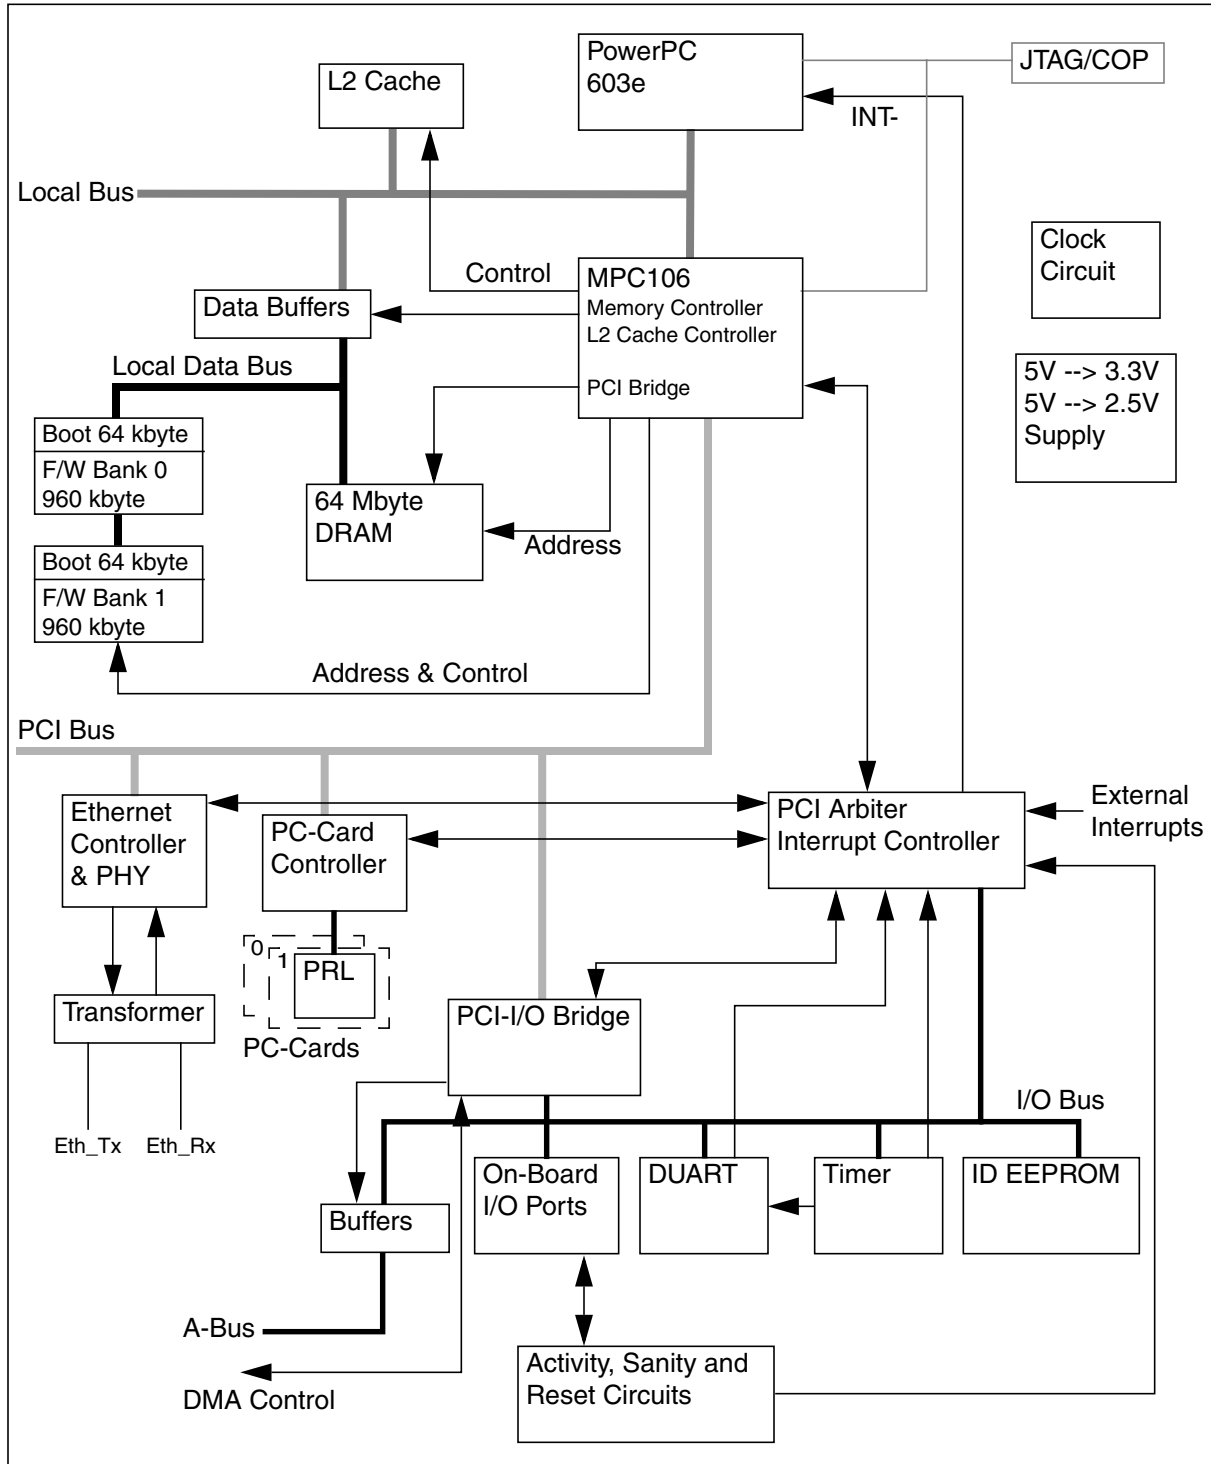 PowerPC
603e
JTAG/COP
L2 Cache
INT-
Local Bus
Clock
Circuit
Control
MPC106
Memory Controller
L2 Cache Controller
PCI Bridge
Data Buffers
Local Data Bus
5V --> 3.3V
5V --> 2.5V
Supply
Boot 64 kbyte
F/W Bank 0
960 kbyte
64 Mbyte
DRAM
Address
Boot 64 kbyte
F/W Bank 1
960 kbyte
Address & Control
PCI Bus
Ethernet
Controller
& PHY
PC-Card
Controller
PCI Arbiter
Interrupt Controller
External
Interrupts
0
1
PRL
PC-Cards
Transformer
PCI-I/O Bridge
Eth_Tx
Eth_Rx
I/O Bus
On-Board
I/O Ports
DUART
Timer
ID EEPROM
Buffers
A-Bus
DMA Control
Activity, Sanity and
Reset Circuits